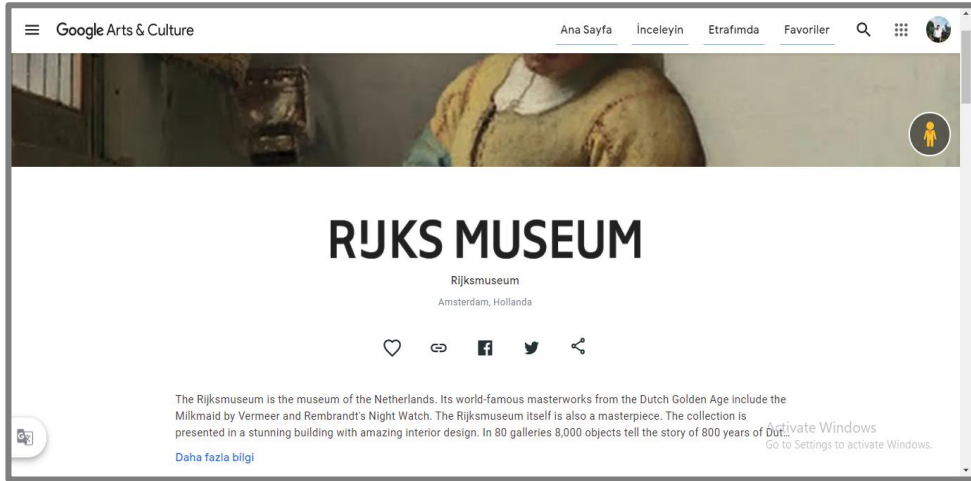 Google Arts & Culture
Ana Sayfa İnceleyin Etrafımda Favoriler
RIJKS MUSEUM
Rijksmuseum
Amsterdam, Hollanda
The Rijksmuseum is the museum of the Netherlands. Its world-famous masterworks from the Dutch Golden Age include the
Milkmaid by Vermeer and Rembrandt's Night Watch. The Rijksmuseum itself is also a masterpiece. The collection is
presented in a stunning building with amazing interior design. In 80 galleries 8,000 objects tell the story of 800 years of Dut...
Activate Windows
Go to Settings to activate Windows.
Daha fazla bilgi